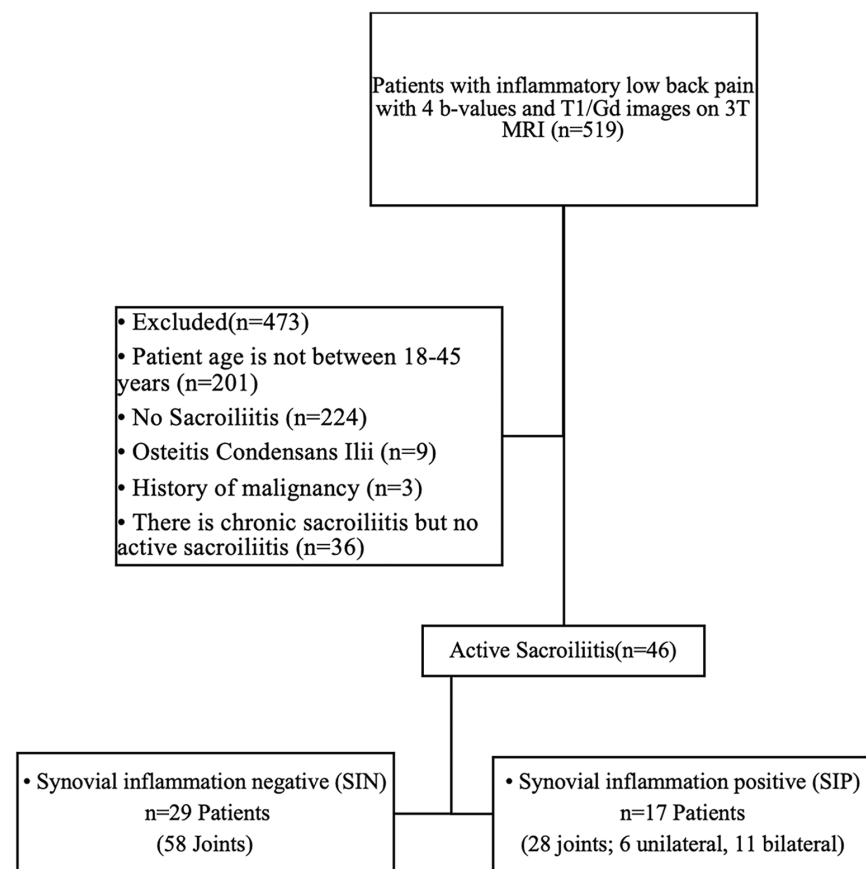 Patients with inflammatory low back pain
with 4 b-values and T1/Gd images on 3T
MRI (n=519)
• Excluded(n=473)
• Patient age is not between 18-45
years (n=201)
• No Sacroiliitis (n=224)
• Osteitis Condensans Ilii (n=9)
• History of malignancy (n=3)
• There is chronic sacroiliitis but no
active sacroiliitis (n=36)
Active Sacroiliitis(n=46)
• Synovial inflammation negative (SIN)
n=29 Patients
(58 Joints)
• Synovial inflammation positive (SIP)
n=17 Patients
(28 joints; 6 unilateral, 11 bilateral)